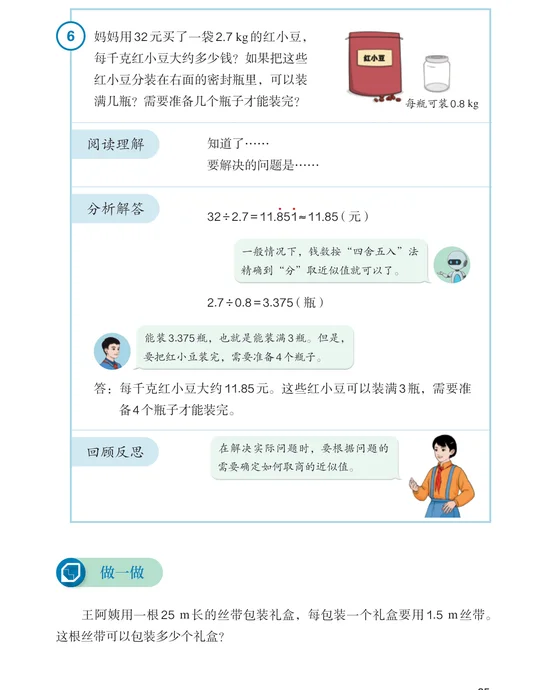 6 妈妈用32元买了一袋2.7 kg的红小豆，
每千克红小豆大约多少钱？如果把这些
红小豆分装在右面的密封瓶里，可以装
满几瓶？需要准备几个瓶子才能装完？
红小豆
每瓶可装0.8 kg
阅读理解
知道了……
要解决的问题是……
分析解答
32÷2.7=11.8̇51̇≈11.85（元）
一般情况下，钱数按“四舍五入”法
精确到“分”取近似值就可以了。
2.7÷0.8=3.375（瓶）
能装3.375瓶，也就是能装满3瓶。但是，
要把红小豆装完，需要准备4个瓶子。
答：每千克红小豆大约11.85元。这些红小豆可以装满3瓶，需要准
备4个瓶子才能装完。
回顾反思
在解决实际问题时，要根据问题的
需要确定如何取商的近似值。
做一做
王阿姨用一根25 m长的丝带包装礼盒，每包装一个礼盒要用1.5 m丝带。
这根丝带可以包装多少个礼盒？